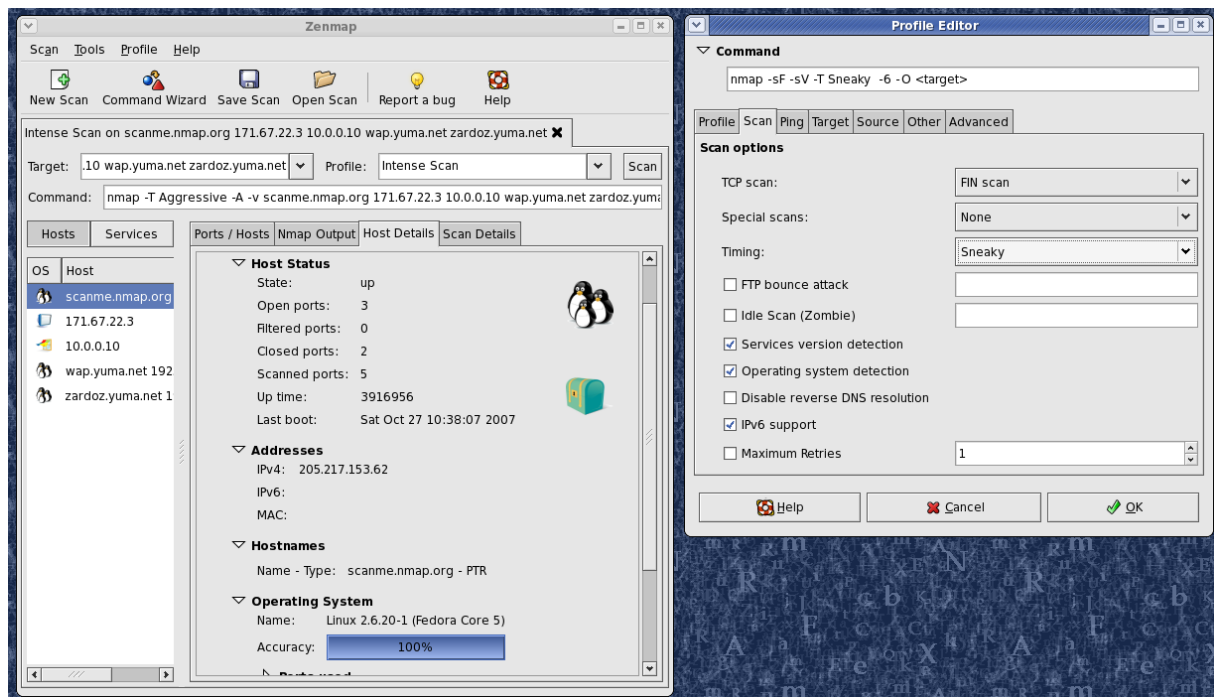 Zenmap
Scan Tools Profile Help
New Scan Command Wizard Save Scan Open Scan Report a bug Help
Intense Scan on scanme.nmap.org 171.67.22.3 10.0.0.10 wap.yuma.net zardoz.yuma.net
Target: .10 wap.yuma.net zardoz.yuma.net Profile: Intense Scan Scan
Command: nmap -T Aggressive -A -v scanme.nmap.org 171.67.22.3 10.0.0.10 wap.yuma.net zardoz.yuma
Hosts Services
OS Host
scanme.nmap.org
171.67.22.3
10.0.0.10
wap.yuma.net 192
zardoz.yuma.net 1
Ports / Hosts Nmap Output Host Details Scan Details
Host Status
State: up
Open ports: 3
Filtered ports: 0
Closed ports: 2
Scanned ports: 5
Up time: 3916956
Last boot: Sat Oct 27 10:38:07 2007
Addresses
IPv4: 205.217.153.62
IPv6:
MAC:
Hostnames
Name - Type: scanme.nmap.org - PTR
Operating System
Name: Linux 2.6.20-1 (Fedora Core 5)
Accuracy: 100%
Ports used
Profile Editor
Command
nmap -sF -sV -T Sneaky -6 -O <target>
Profile Scan Ping Target Source Other Advanced
Scan options
TCP scan: FIN scan
Special scans: None
Timing: Sneaky
FTP bounce attack
Idle Scan (Zombie)
Services version detection
Operating system detection
Disable reverse DNS resolution
IPv6 support
Maximum Retries 1
Help Cancel OK